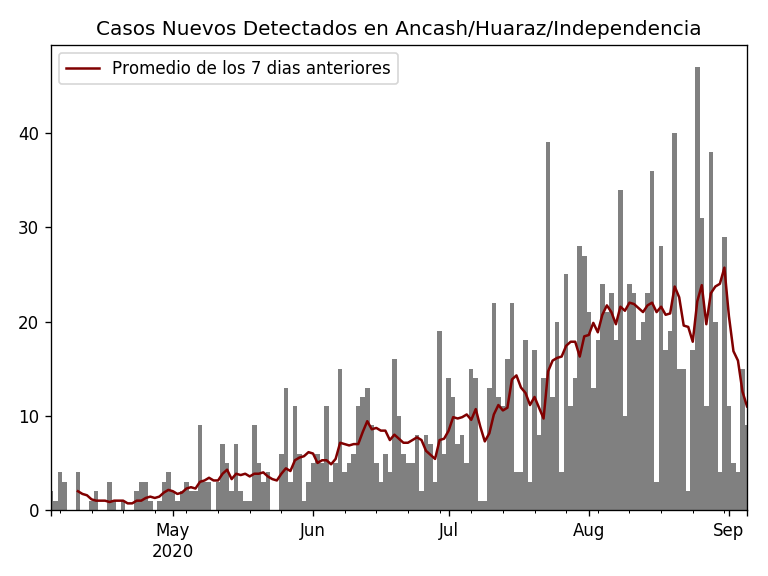 Casos Nuevos Detectados en Ancash/Huaraz/Independencia
Promedio de los 7 dias anteriores
40
30
20
10
0
May Jun Jul Aug Sep
2020